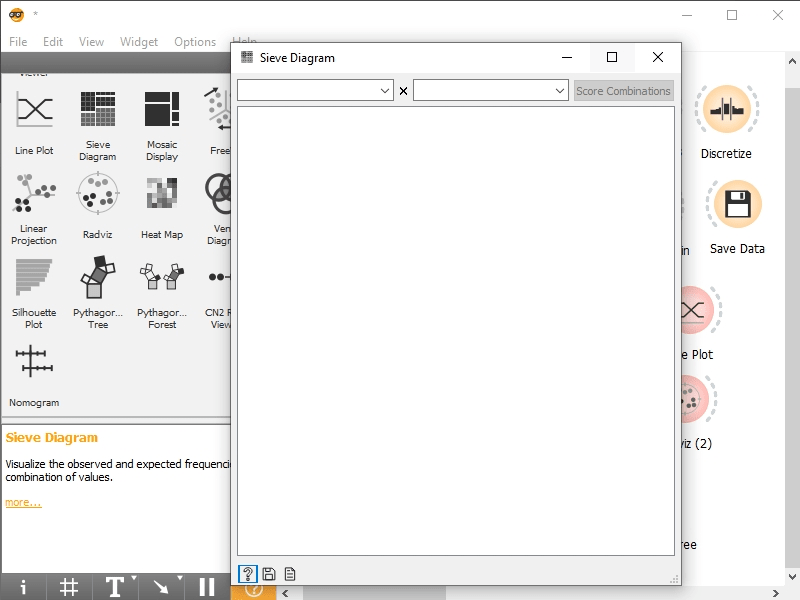 *
File Edit View Widget Options Help
Sieve Diagram
Viewer
Score Combinations
Line Plot
Sieve Diagram
Mosaic Display
Free
Linear Projection
Radviz
Heat Map
Ven
Diagr
Silhouette Plot
Pythagor... Tree
Pythagor... Forest
CN2 R
View
Nomogram
Discretize
in
Save Data
e Plot
viz (2)
ree
Sieve Diagram
Visualize the observed and expected frequenci
combination of values.
more...